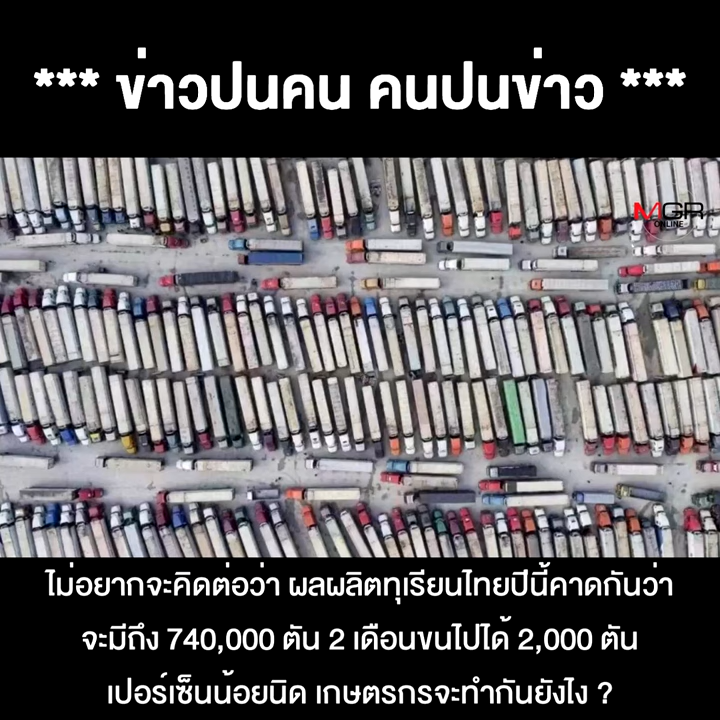 *** ข่าวปนคน คนปนข่าว ***
MGR
ONLINE
ไม่อยากจะคิดต่อว่า ผลผลิตทุเรียนไทยปีนี้คาดกันว่า
จะมีถึง 740,000 ตัน 2 เดือนขนไปได้ 2,000 ตัน
เปอร์เซ็นน้อยนิด เกษตรกรจะทำกันยังไง ?